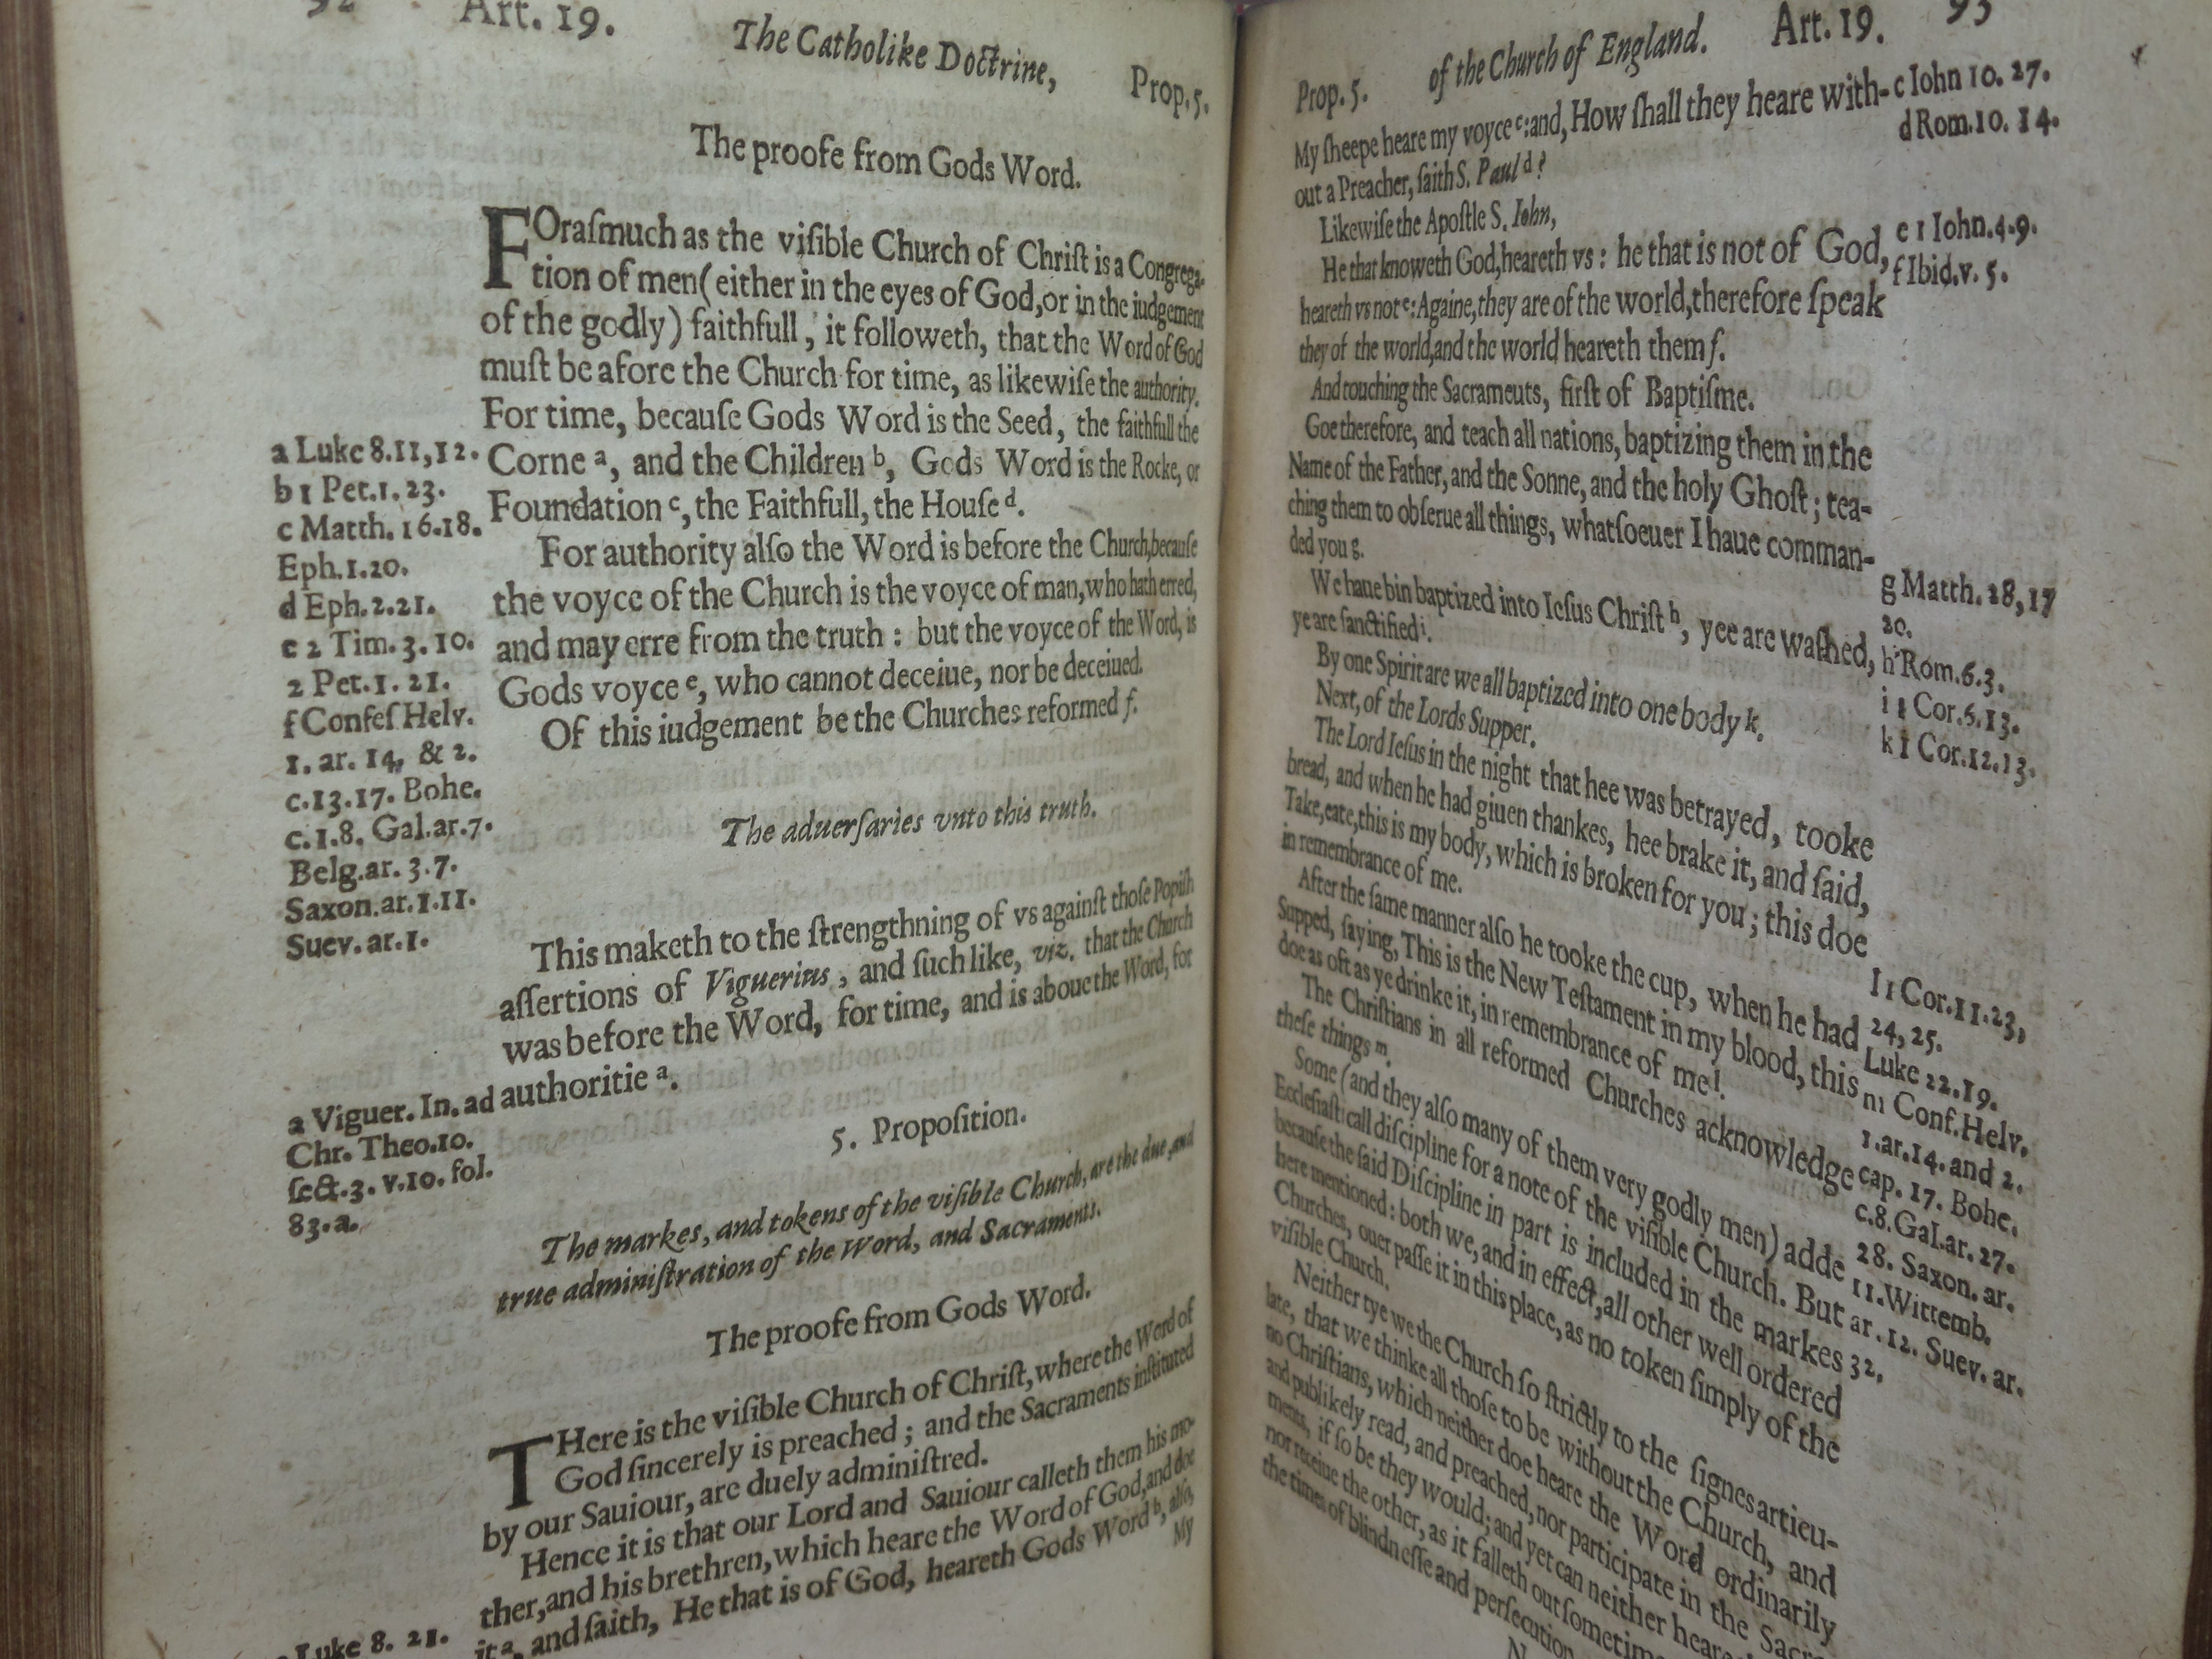 92 Art. 19. The Catholike Doctrine, Prop. 5.
The proofe from Gods Word.
FOraſmuch as the viſible Church of Chriſt is a Congrega-
tion of men (either in the eyes of God, or in the iudgement
of the godly) faithfull, it followeth, that the Word of God
muſt be afore the Church for time, as likewiſe the authority.
For time, becauſe Gods Word is the Seed, the faithfull the
Corne a, and the Children b, Gods Word is the Rocke, or
Foundation c, the Faithfull, the Houſe d.
For authority alſo the Word is before the Church, becauſe
the voyce of the Church is the voyce of man, who hath erred,
and may erre from the truth: but the voyce of the Word, is
Gods voyce e, who cannot deceiue, nor be deceiued.
Of this iudgement be the Churches reformed f.
a Luke 8.11,12.
b 1 Pet.1.23.
c Matth. 16.18.
Eph.1.20.
d Eph.2.21.
e 2 Tim. 3. 10.
2 Pet.1.21.
f Confeſ Helv.
1. ar. 14, & 2.
c.13.17. Bohe.
c.1.8. Gal.ar.7.
Belg.ar. 3.7.
Saxon.ar.1.11.
Suev. ar.1.
The aduerſaries vnto this truth.
This maketh to the ſtrengthning of vs againſt thoſe Popiſh
aſſertions of Viguerius, and ſuch like, viz. that the Church
was before the Word, for time, and is aboue the Word, for
authoritie a.
a Viguer. In. ad
Chr. Theo.10.
ſect.3. v.10. fol.
83.a.
5. Propoſition.
The markes, and tokens of the viſible Church, are the due and
true adminiſtration of the Word, and Sacraments.
The proofe from Gods Word.
THere is the viſible Church of Chriſt, where the Word of
God ſincerely is preached; and the Sacraments inſtituted
by our Sauiour, are duely adminiſtred.
Hence it is that our Lord and Sauiour calleth them his mo-
ther, and his brethren, which heare the Word of God, and doe
it a, and ſaith, He that is of God, heareth Gods Word b, alſo,
My
Luke 8. 21.
Prop. 5. of the Church of England. Art. 19. 93
My ſheepe heare my voyce c: and, How ſhall they heare with-
out a Preacher, ſaith S. Paul d?
Likewiſe the Apoſtle S. Iohn,
He that knoweth God, heareth vs: he that is not of God,
heareth vs not e: Againe, they are of the world, therefore ſpeak
they of the world, and the world heareth them f.
And touching the Sacrameuts, firſt of Baptiſme.
Goe therefore, and teach all nations, baptizing them in the
Name of the Father, and the Sonne, and the holy Ghoſt; tea-
ching them to obſerue all things, whatſoeuer I haue comman-
ded you g.
We haue bin baptized into Ieſus Chriſt h, yee are waſhed,
ye are ſanctified i.
By one Spirit are we all baptized into one body k.
Next, of the Lords Supper.
The Lord Ieſus in the night that hee was betrayed, tooke
bread, and when he had giuen thankes, hee brake it, and ſaid,
Take, eate, this is my body, which is broken for you; this doe
in remembrance of me.
After the ſame manner alſo he tooke the cup, when he had
Supped, ſaying, This is the New Teſtament in my blood, this
doe as oft as ye drinke it, in remembrance of me l.
The Chriſtians in all reformed Churches acknowledge
theſe things m.
Some (and they alſo many of them very godly men) adde
Eccleſiaſticall diſcipline for a note of the viſible Church. But
becauſe the ſaid Diſcipline in part is included in the markes
here mentioned: both we, and in effect, all other well ordered
Churches, ouer paſſe it in this place, as no token ſimply of the
viſible Church.
Neither tye we the Church ſo ſtrictly to the ſignes articu-
late, that we thinke all thoſe to be without the Church, and
no Chriſtians, which neither doe heare the Word ordinarily
and publikely read, and preached, nor participate in the Sacra
ments, if ſo be they would; and yet can neither heare
nor receiue the other, as it falleth out ſometim
the times of blindneſſe and perſecution
N
c Iohn 10. 27.
d Rom.10. 14.
e 1 Iohn.4.9.
f Ibid.v. 5.
g Matth. 28,17
20.
h Rom.6.3.
i 1 Cor.6.13.
k 1 Cor.12.13.
l 1 Cor.11.23,
24, 25.
Luke 22.19.
m Conf.Helv.
1.ar.14. and 2.
cap. 17. Bohe.
c.8.Gal.ar.27.
28. Saxon. ar.
11.Wittemb.
ar. 12. Suev. ar.
32.